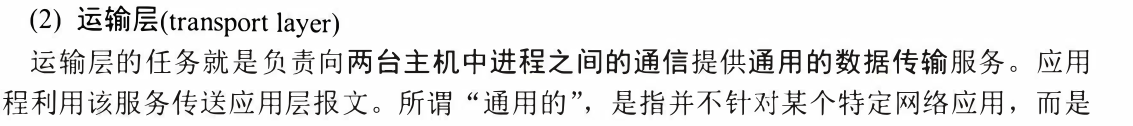 (2) 运输层(transport layer)
运输层的任务就是负责向两台主机中进程之间的通信提供通用的数据传输服务。应用
程利用该服务传送应用层报文。所谓“通用的”，是指并不针对某个特定网络应用，而是